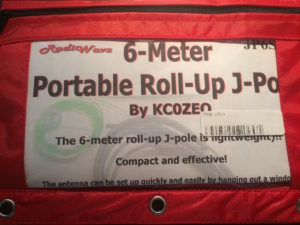 RadioWavz 6-Meter JP6S
Portable Roll-Up J-Po
By KC0ZEO
The 6-meter roll-up J-pole is lightweight!!
Compact and effective!
The antenna can be set up quickly and easily by hanging out a windo